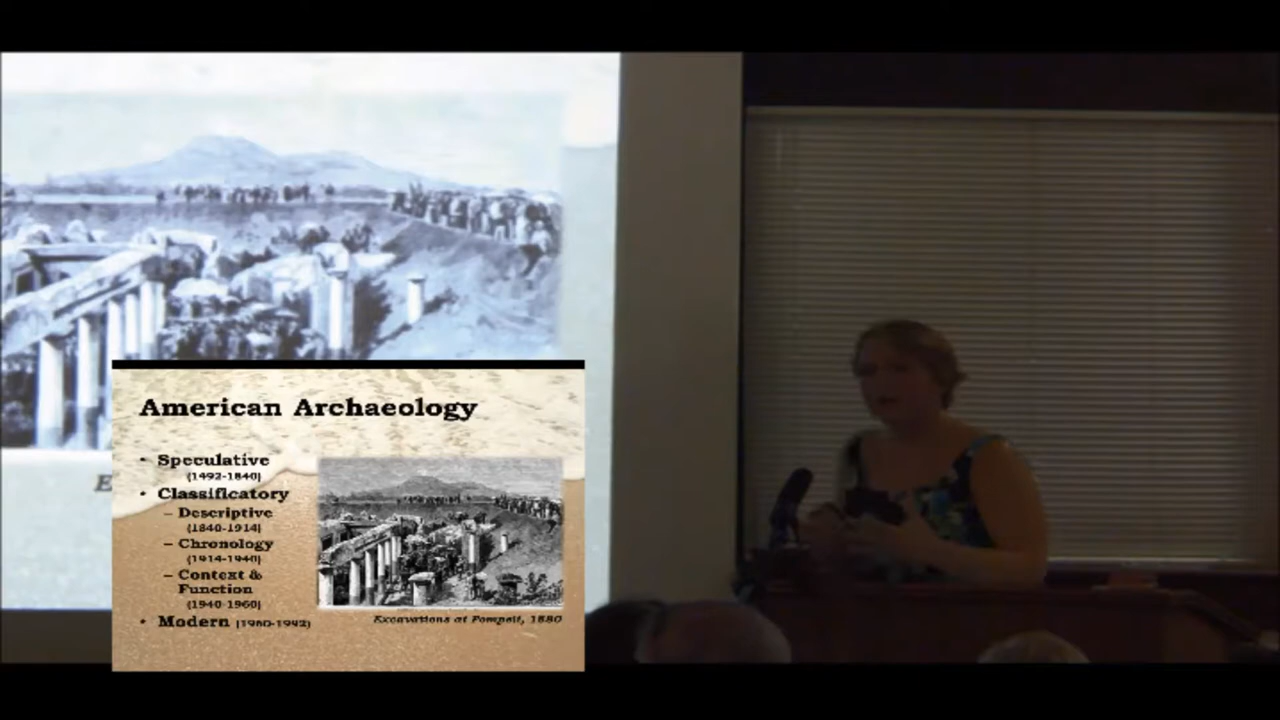 American Archaeology
• Speculative
(1492-1840)
• Classificatory
– Descriptive
(1840-1914)
– Chronology
(1914-1940)
– Context &
Function
(1940-1960)
• Modern (1960-1992)
Excavations at Pompeii, 1880
E